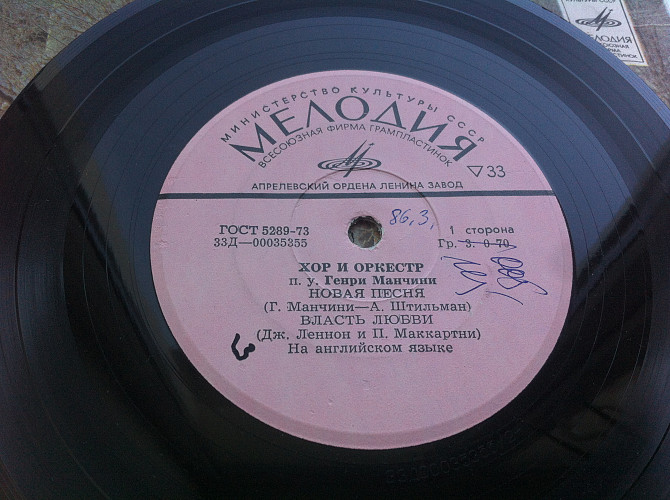 МИНИСТЕРСТВО КУЛЬТУРЫ СССР
МЕЛОДИЯ
ВСЕСОЮЗНАЯ ФИРМА ГРАМПЛАСТИНОК
▽33
АПРЕЛЕВСКИЙ ОРДЕНА ЛЕНИНА ЗАВОД
ГОСТ 5289-73
33Д—00035355
86,3,
1 сторона
Гр. 3. 0-70
ХОР И ОРКЕСТР
п. у. Генри Манчини
НОВАЯ ПЕСНЯ
(Г. Манчини—А. Штильман)
ВЛАСТЬ ЛЮБВИ
(Дж. Леннон и П. Маккартни)
На английском языке
МЕЛОДИЯ